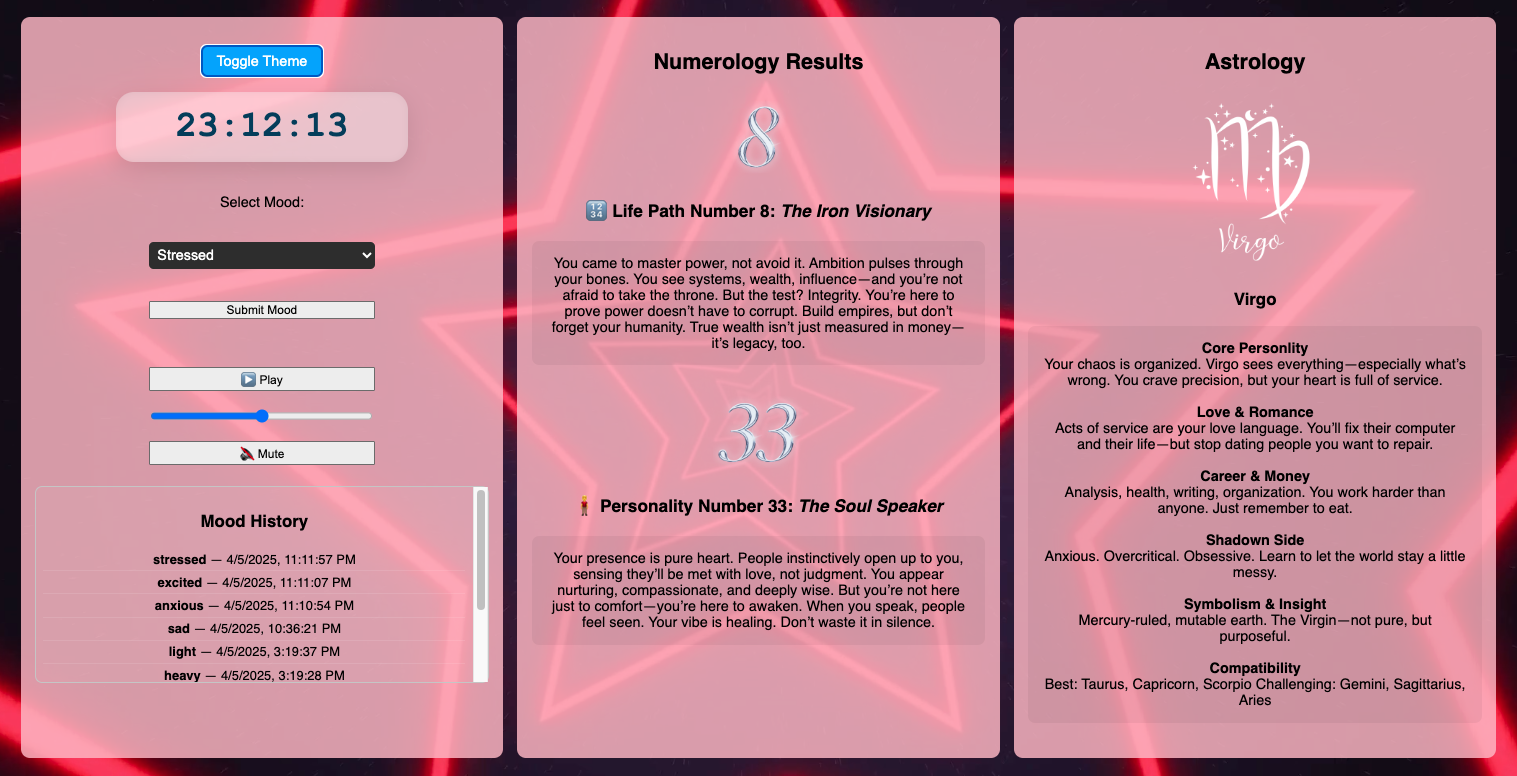 Toggle Theme
23:12:13
Select Mood:
Stressed
Submit Mood
▶️ Play
🔇 Mute
Mood History
stressed — 4/5/2025, 11:11:57 PM
excited — 4/5/2025, 11:11:07 PM
anxious — 4/5/2025, 11:10:54 PM
sad — 4/5/2025, 10:36:21 PM
light — 4/5/2025, 3:19:37 PM
heavy — 4/5/2025, 3:19:28 PM
Numerology Results
8
🔢 Life Path Number 8: The Iron Visionary
You came to master power, not avoid it. Ambition pulses through
your bones. You see systems, wealth, influence—and you’re not
afraid to take the throne. But the test? Integrity. You’re here to
prove power doesn’t have to corrupt. Build empires, but don’t
forget your humanity. True wealth isn’t just measured in money—
it’s legacy, too.
33
Personality Number 33: The Soul Speaker
Your presence is pure heart. People instinctively open up to you,
sensing they’ll be met with love, not judgment. You appear
nurturing, compassionate, and deeply wise. But you’re not here
just to comfort—you’re here to awaken. When you speak, people
feel seen. Your vibe is healing. Don’t waste it in silence.
Astrology
Virgo
Virgo
Core Personlity
Your chaos is organized. Virgo sees everything—especially what’s
wrong. You crave precision, but your heart is full of service.
Love & Romance
Acts of service are your love language. You’ll fix their computer
and their life—but stop dating people you want to repair.
Career & Money
Analysis, health, writing, organization. You work harder than
anyone. Just remember to eat.
Shadown Side
Anxious. Overcritical. Obsessive. Learn to let the world stay a little
messy.
Symbolism & Insight
Mercury-ruled, mutable earth. The Virgin—not pure, but
purposeful.
Compatibility
Best: Taurus, Capricorn, Scorpio Challenging: Gemini, Sagittarius,
Aries